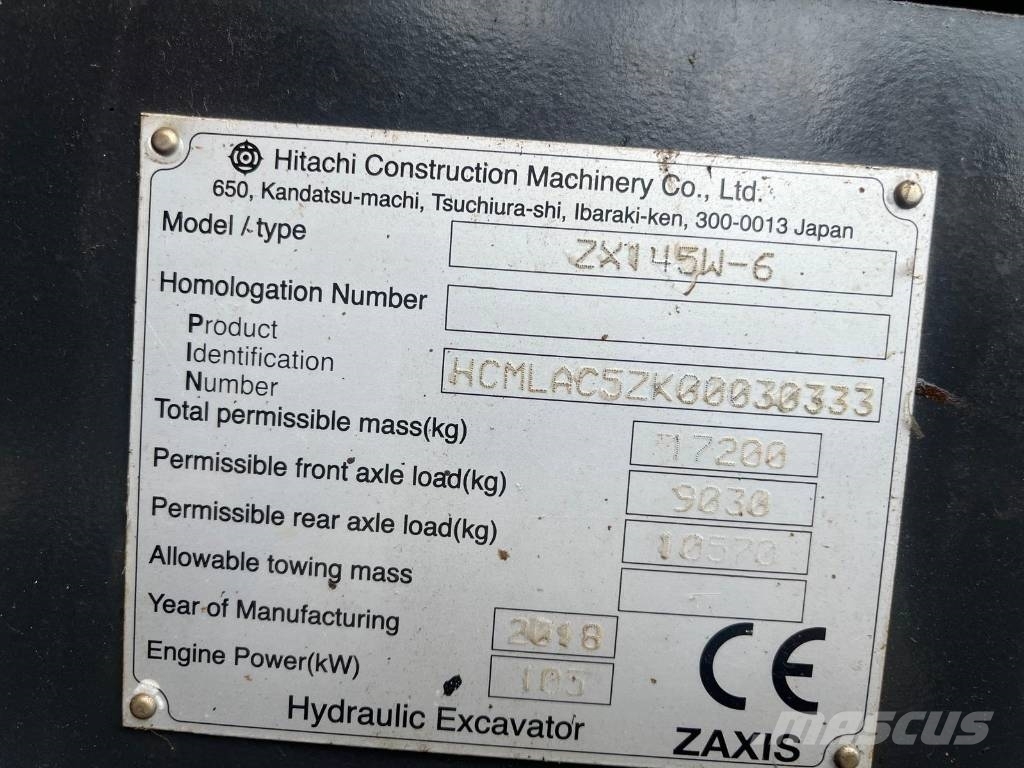 Hitachi Construction Machinery Co., Ltd.
650, Kandatsu-machi, Tsuchiura-shi, Ibaraki-ken, 300-0013 Japan
Model / type ZX145W-6
Homologation Number
Product
Identification
Number HCMLAC5ZK00030333
Total permissible mass(kg) 17200
Permissible front axle load(kg) 9030
Permissible rear axle load(kg) 10570
Allowable towing mass -
Year of Manufacturing 2018
Engine Power(kW) 105
CE
Hydraulic Excavator ZAXIS
MASCUS